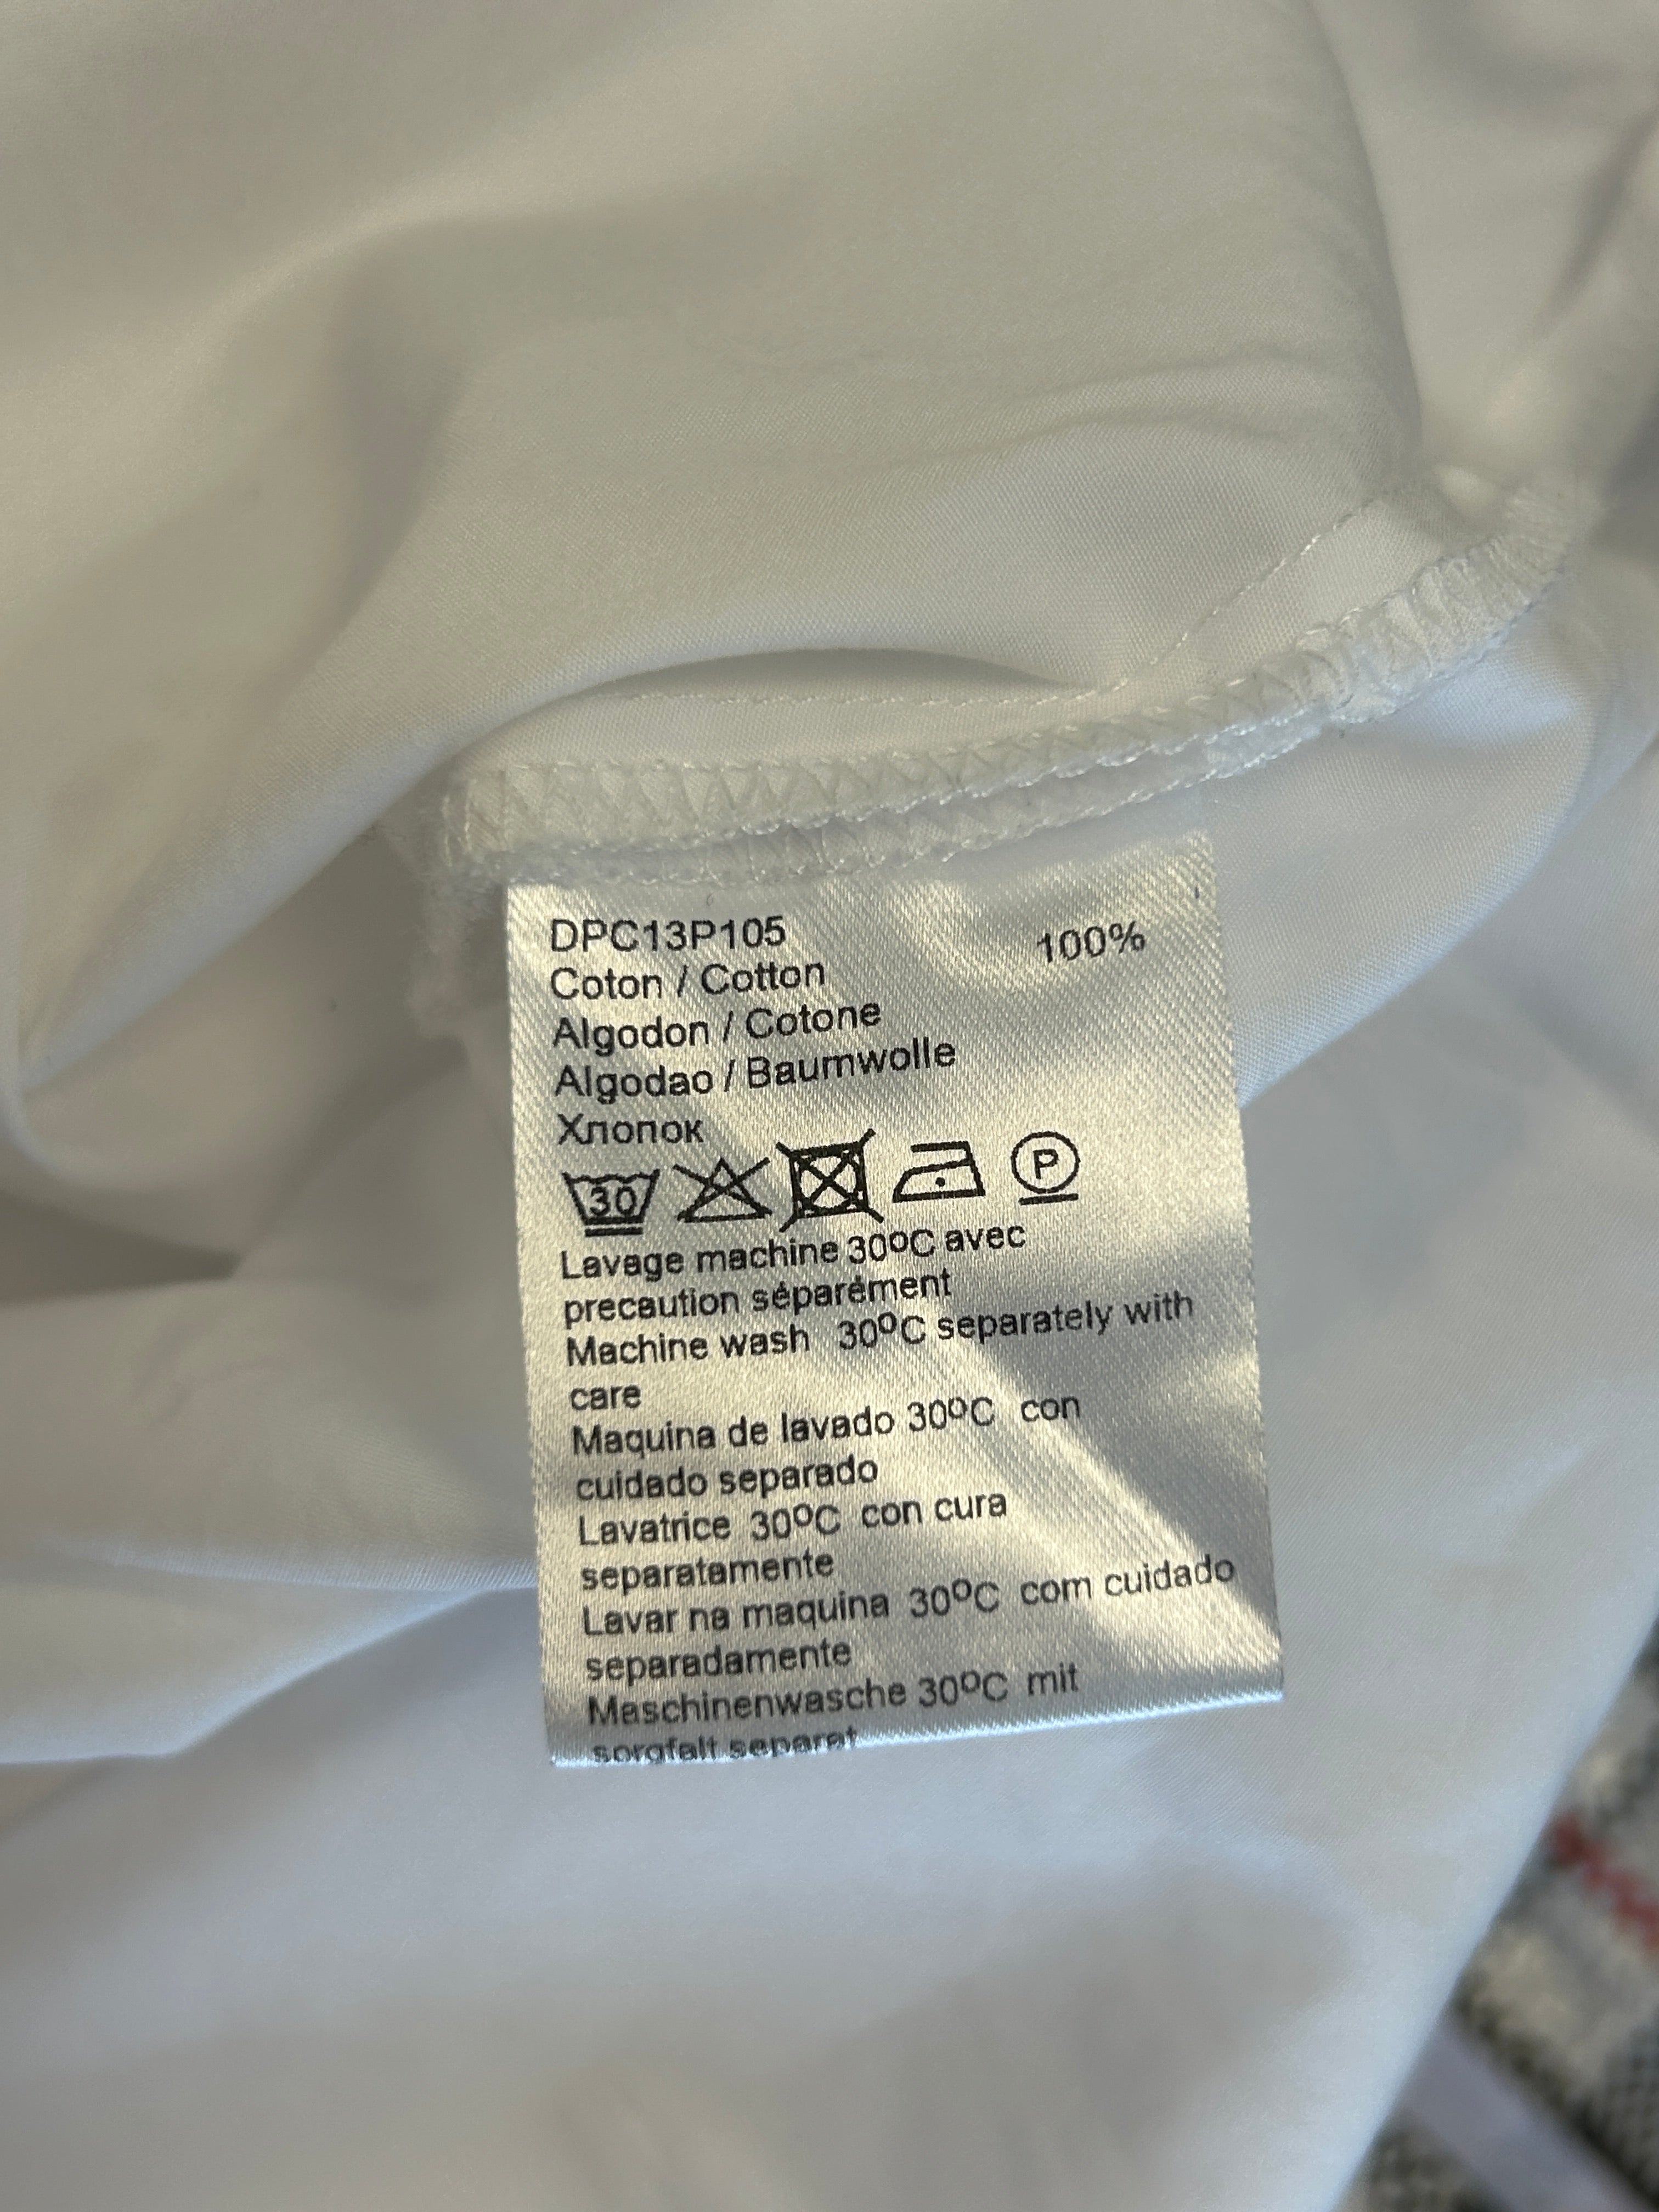 DPC13P105 100%
Coton / Cotton
Algodon / Cotone
Algodao / Baumwolle
Хлопок
30 P
Lavage machine 30ºC avec
precaution séparément
Machine wash 30ºC separately with
care
Maquina de lavado 30ºC con
cuidado separado
Lavatrice 30ºC con cura
separatamente
Lavar na maquina 30ºC com cuidado
separadamente
Maschinenwasche 30ºC mit
sorgfalt separat